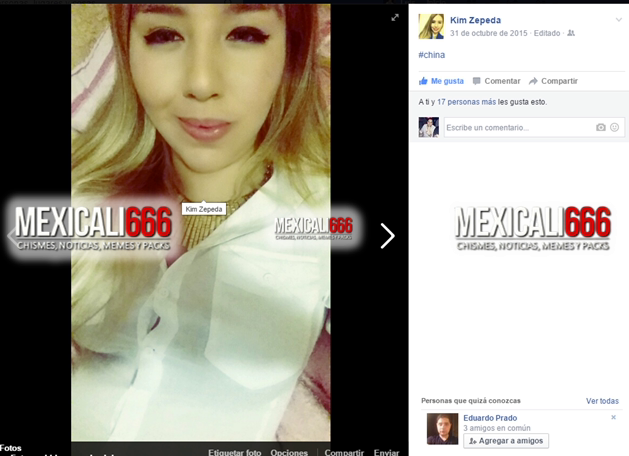 Kim Zepeda
31 de octubre de 2015 · Editado ·
#china
Me gusta Comentar Compartir
A ti y 17 personas más les gusta esto.
Escribe un comentario...
Kim Zepeda
MEXICALI666
CHISMES, NOTICIAS, MEMES Y PACKS
MEXICALI666
CHISMES, NOTICIAS, MEMES Y PACKS
MEXICALI666
CHISMES, NOTICIAS, MEMES Y PACKS
Personas que quizá conozcas Ver todas
Eduardo Prado
3 amigos en común
Agregar a amigos
Fotos
Etiquetar foto Opciones Compartir Enviar